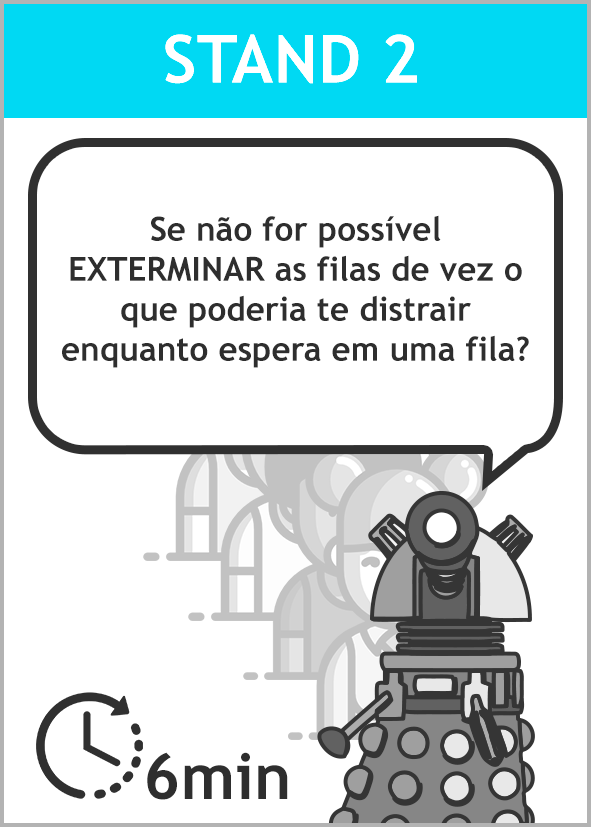 STAND 2
Se não for possível
EXTERMINAR as filas de vez o
que poderia te distrair
enquanto espera em uma fila?
6min